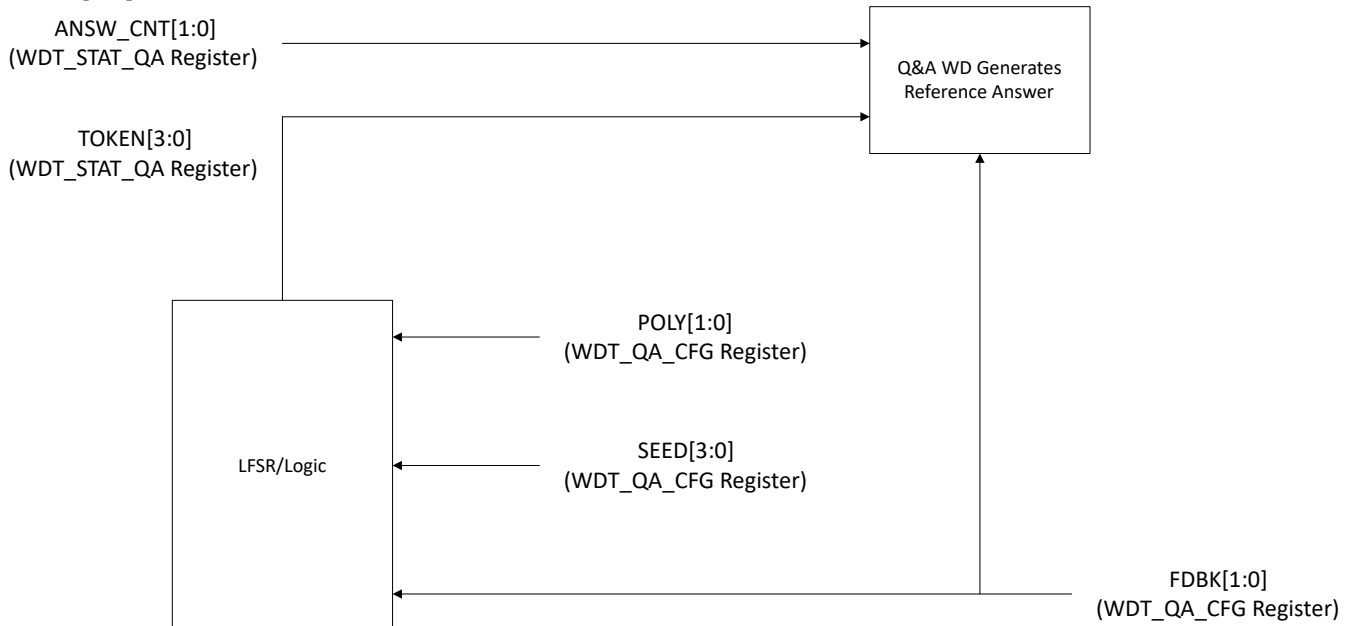 ANSW_CNT[1:0]
(WDT_STAT_QA Register)
Q&A WD Generates
Reference Answer
TOKEN[3:0]
(WDT_STAT_QA Register)
POLY[1:0]
(WDT_QA_CFG Register)
SEED[3:0]
(WDT_QA_CFG Register)
LFSR/Logic
FDBK[1:0]
(WDT_QA_CFG Register)